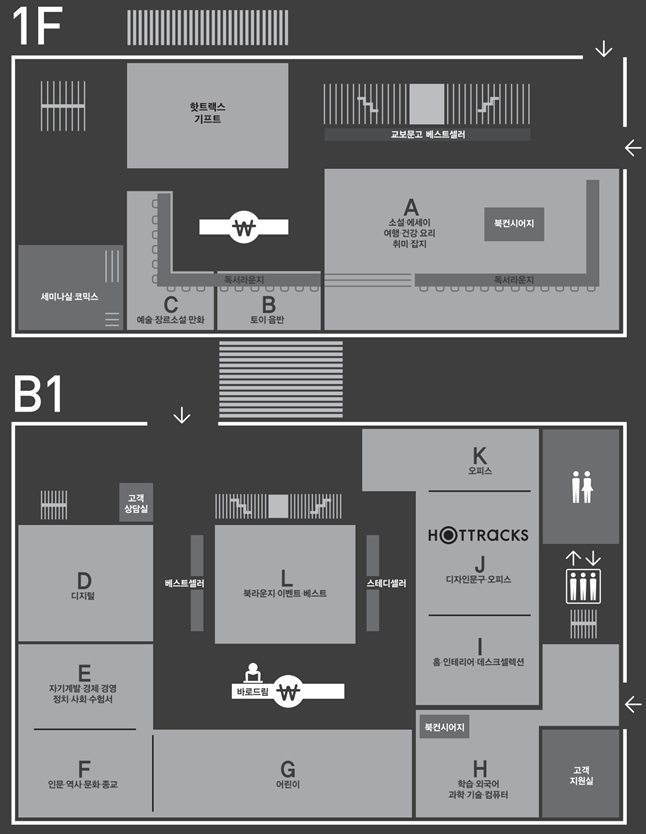 1F
핫트랙스
기프트
교보문고 베스트셀러
A
소설·에세이
여행·건강·요리
취미·잡지
북컨시어지
₩
독서라운지
독서라운지
세미나실·코믹스
C
예술·장르소설·만화
B
토이·음반
B1
고객
상담실
K
오피스
HOTTRACKS
D
디지털
베스트셀러
L
북라운지·이벤트·베스트
스테디셀러
J
디자인문구·오피스
E
자기계발·경제·경영
정치·사회·수험서
I
홈·인테리어·데스크셀렉션
바로드림
₩
북컨시어지
F
인문·역사·문화·종교
G
어린이
H
학습·외국어
과학·기술·컴퓨터
고객
지원실